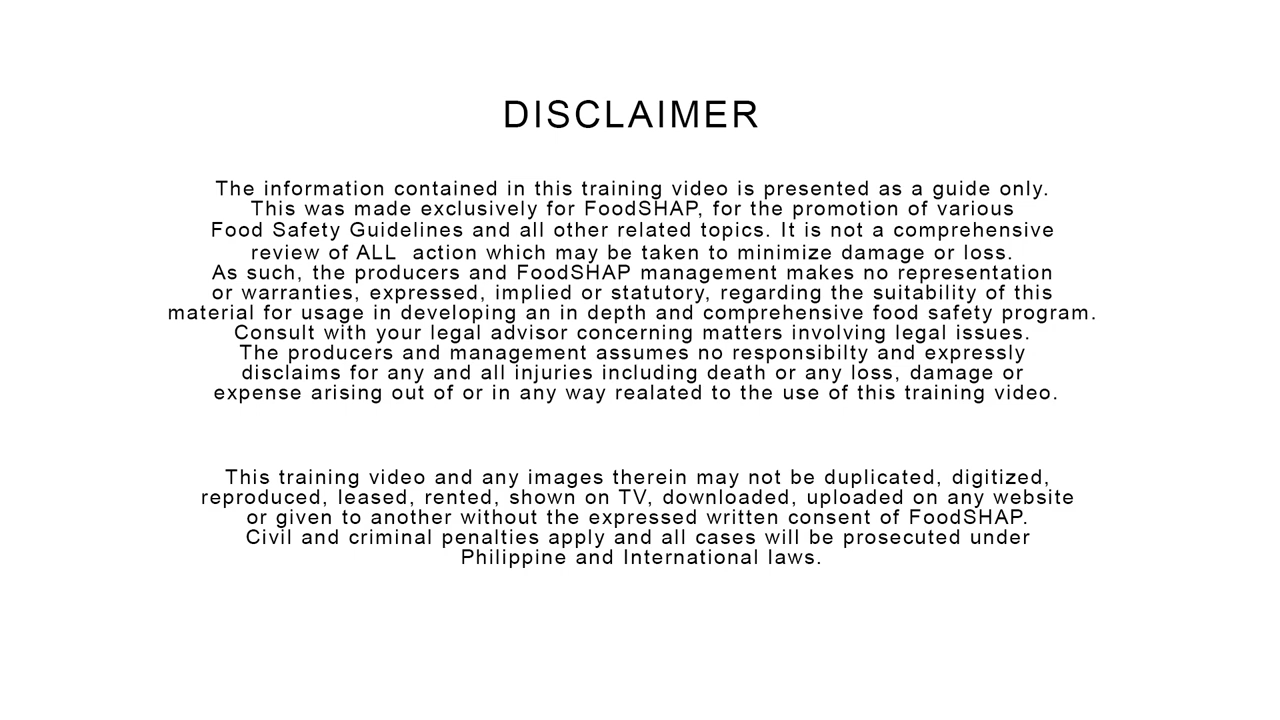 DISCLAIMER
The information contained in this training video is presented as a guide only.
This was made exclusively for FoodSHAP, for the promotion of various
Food Safety Guidelines and all other related topics. It is not a comprehensive
review of ALL  action which may be taken to minimize damage or loss.
As such, the producers and FoodSHAP management makes no representation
or warranties, expressed, implied or statutory, regarding the suitability of this
material for usage in developing an in depth and comprehensive food safety program.
Consult with your legal advisor concerning matters involving legal issues.
The producers and management assumes no responsibilty and expressly
disclaims for any and all injuries including death or any loss, damage or
expense arising out of or in any way realated to the use of this training video.
This training video and any images therein may not be duplicated, digitized,
reproduced, leased, rented, shown on TV, downloaded, uploaded on any website
or given to another without the expressed written consent of FoodSHAP.
Civil and criminal penalties apply and all cases will be prosecuted under
Philippine and International laws.